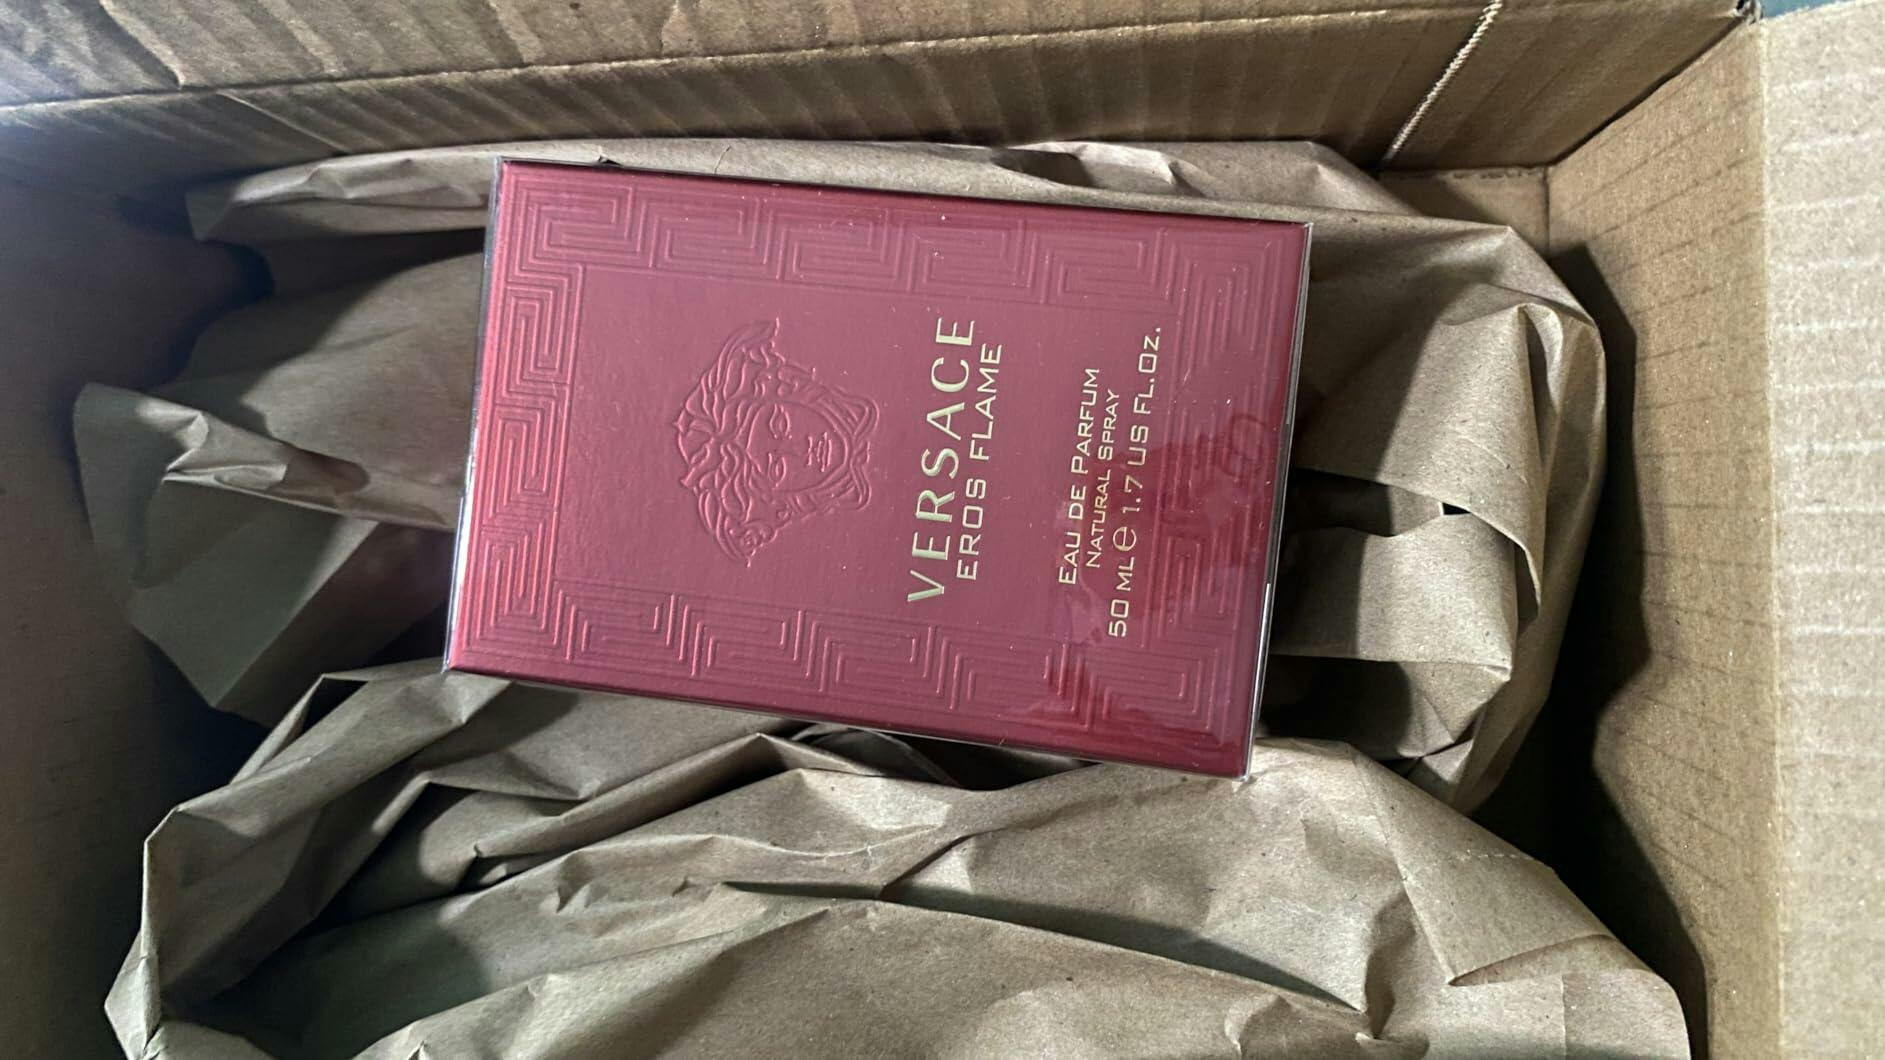 VERSACE
EROS FLAME
EAU DE PARFUM
NATURAL SPRAY
50 ML ℮ 1.7 US FL.OZ.